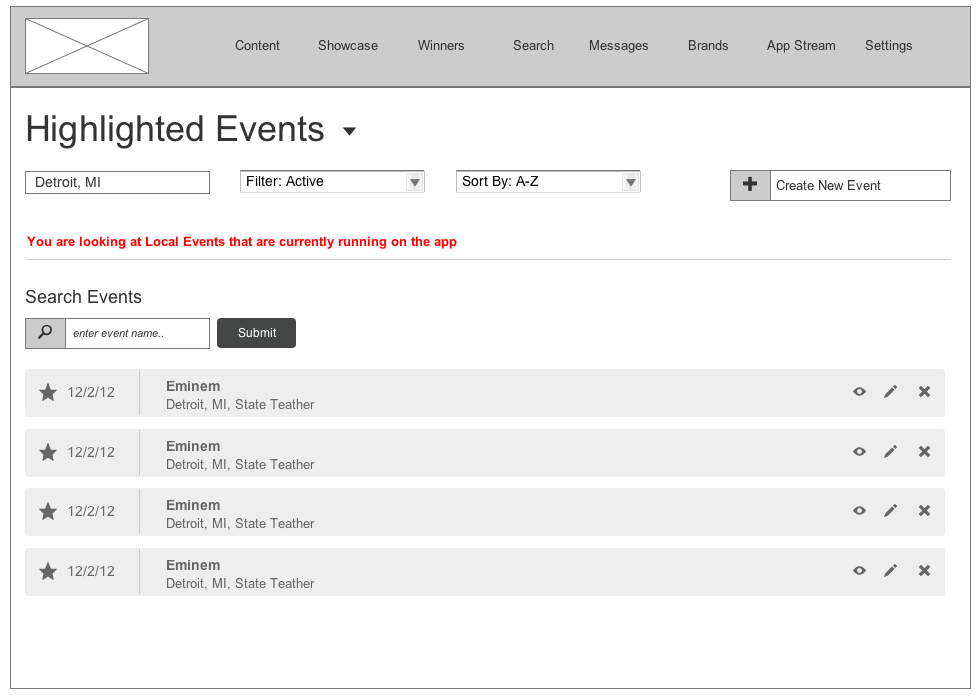 Content Showcase Winners Search Messages Brands App Stream Settings
Highlighted Events
Detroit, MI Filter: Active Sort By: A-Z Create New Event
You are looking at Local Events that are currently running on the app
Search Events
enter event name.. Submit
12/2/12 Eminem
Detroit, MI, State Teather
12/2/12 Eminem
Detroit, MI, State Teather
12/2/12 Eminem
Detroit, MI, State Teather
12/2/12 Eminem
Detroit, MI, State Teather